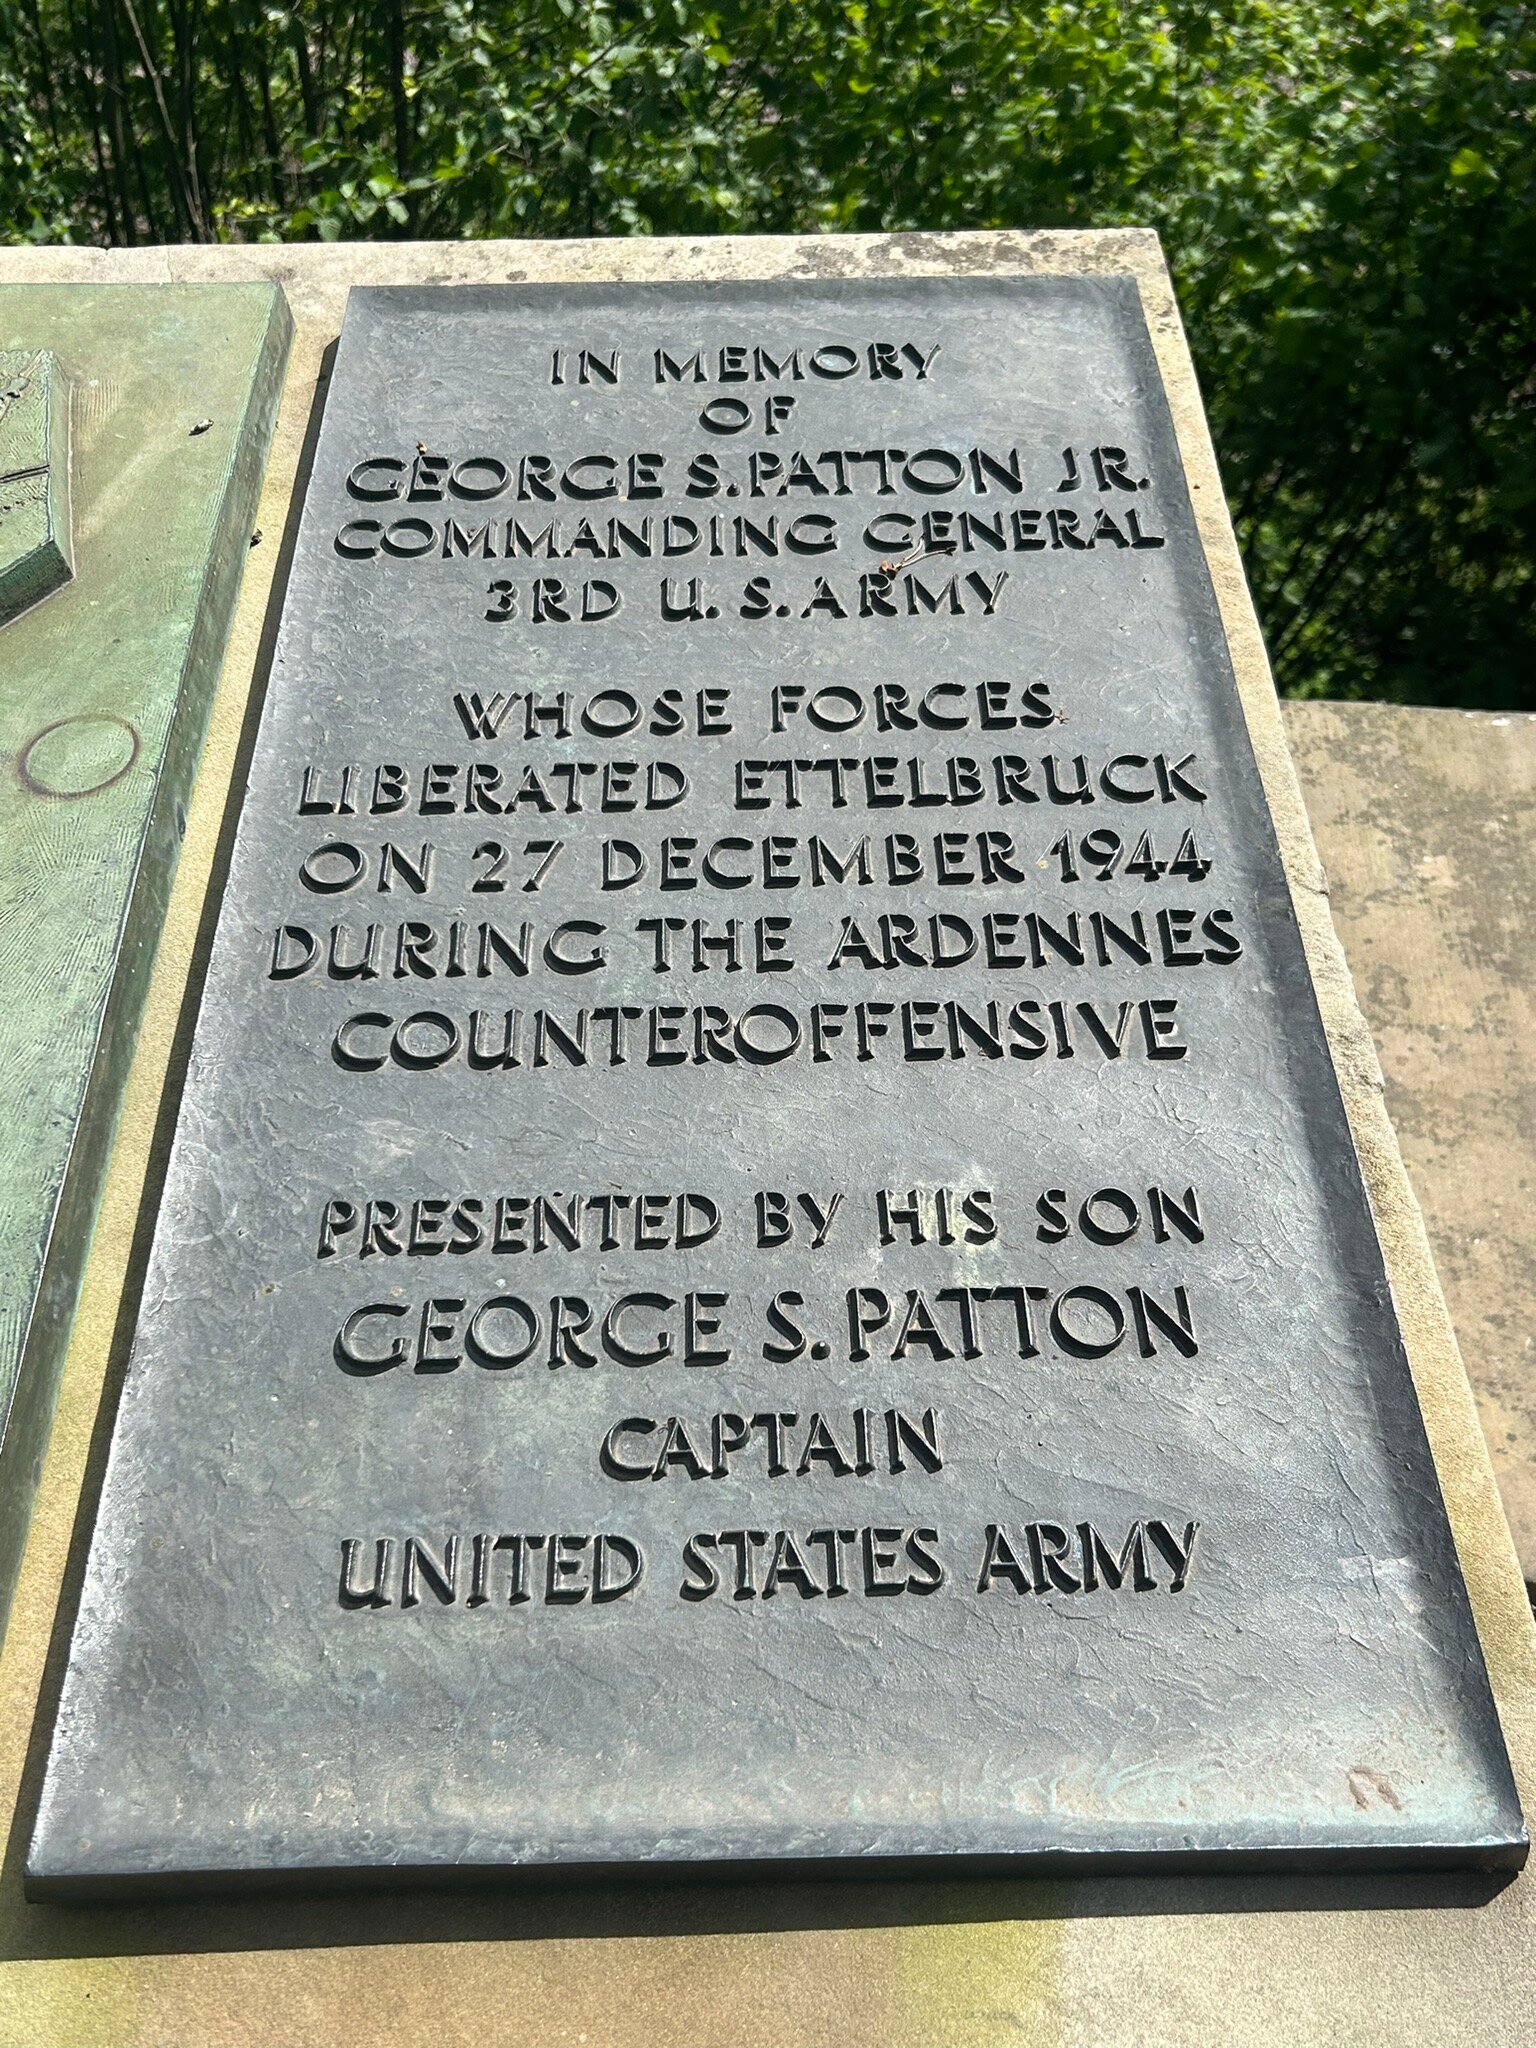 IN MEMORY
OF
GEORGE S. PATTON JR.
COMMANDING GENERAL
3RD U. S. ARMY
WHOSE FORCES
LIBERATED ETTELBRUCK
ON 27 DECEMBER 1944
DURING THE ARDENNES
COUNTEROFFENSIVE
PRESENTED BY HIS SON
GEORGE S. PATTON
CAPTAIN
UNITED STATES ARMY